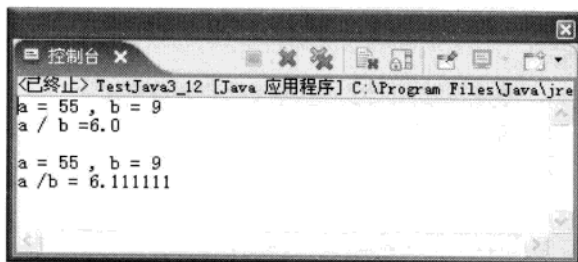 控制台
<已终止> TestJava3_12 [Java 应用程序] C:\Program Files\Java\jre
a = 55 , b = 9
a / b =6.0
a = 55 , b = 9
a /b = 6.111111